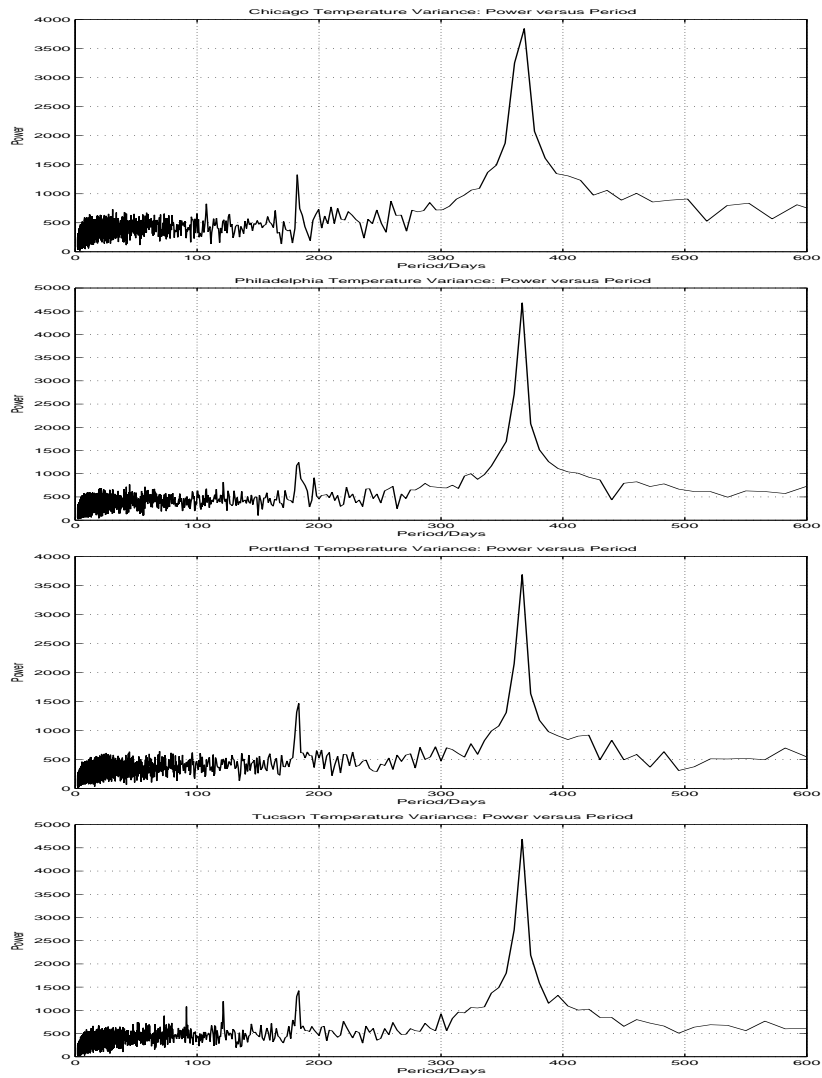 Chicago Temperature Variance: Power versus Period
4000
3500
3000
2500
2000
1500
1000
500
0
Power
0 100 200 300 400 500 600
Period/Days
Philadelphia Temperature Variance: Power versus Period
5000
4500
4000
3500
3000
2500
2000
1500
1000
500
0
Power
0 100 200 300 400 500 600
Period/Days
Portland Temperature Variance: Power versus Period
4000
3500
3000
2500
2000
1500
1000
500
0
Power
0 100 200 300 400 500 600
Period/Days
Tucson Temperature Variance: Power versus Period
5000
4500
4000
3500
3000
2500
2000
1500
1000
500
0
Power
0 100 200 300 400 500 600
Period/Days